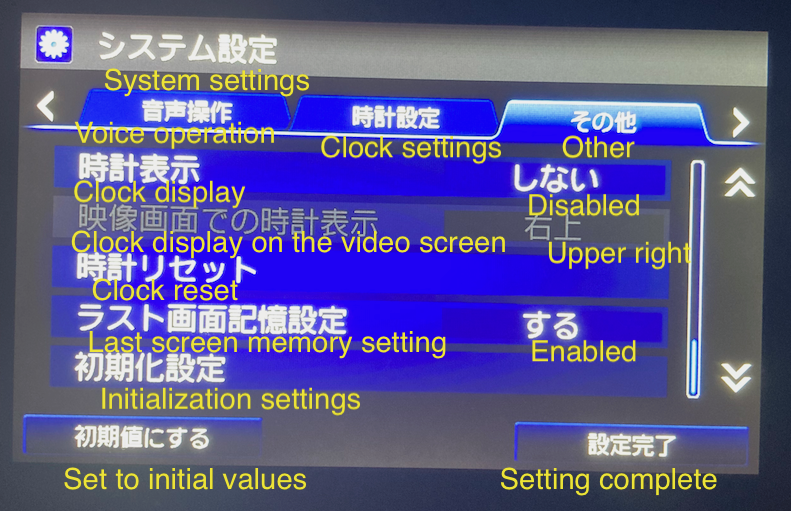 システム設定
System settings
音声操作 時計設定 その他
Voice operation Clock settings Other
時計表示 しない
Clock display Disabled
映像画面での時計表示 右上
Clock display on the video screen Upper right
時計リセット
Clock reset
ラスト画面記憶設定 する
Last screen memory setting Enabled
初期化設定
Initialization settings
初期値にする 設定完了
Set to initial values Setting complete